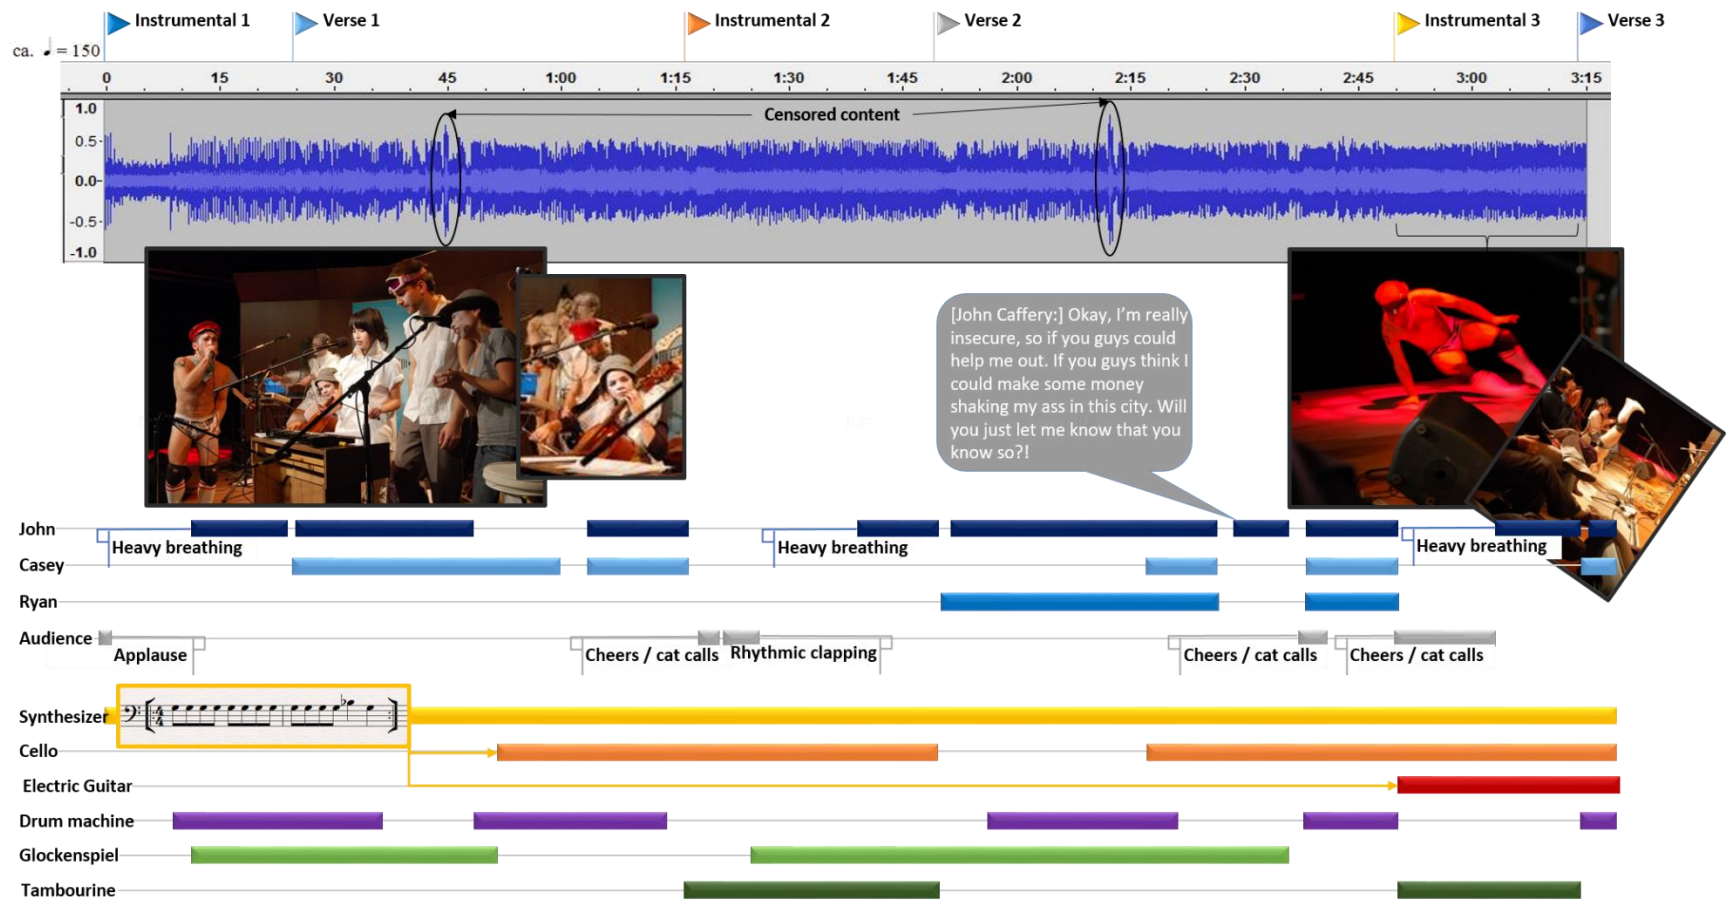 Instrumental 1
Verse 1
Instrumental 2
Verse 2
Instrumental 3
Verse 3
ca. ♩ = 150
0 15 30 45 1:00 1:15 1:30 1:45 2:00 2:15 2:30 2:45 3:00 3:15
1.0
0.5
0.0
-0.5
-1.0
Censored content
[John Caffery:] Okay, I'm really
insecure, so if you guys could
help me out. If you guys think I
could make some money
shaking my ass in this city. Will
you just let me know that you
know so?!
John
Heavy breathing
Heavy breathing
Heavy breathing
Casey
Ryan
Audience
Applause
Cheers / cat calls
Rhythmic clapping
Cheers / cat calls
Cheers / cat calls
Synthesizer
4
4
Cello
Electric Guitar
Drum machine
Glockenspiel
Tambourine